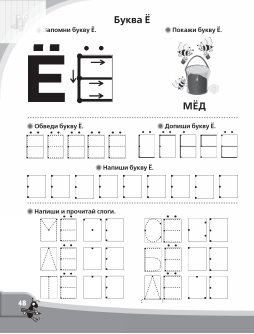 Буква Ё
Запомни букву Ё.
Покажи букву Ё.
Ё Ё
МЁД
Обведи букву Ё.
Допиши букву Ё.
Напиши букву Ё.
Напиши и прочитай слоги.
48